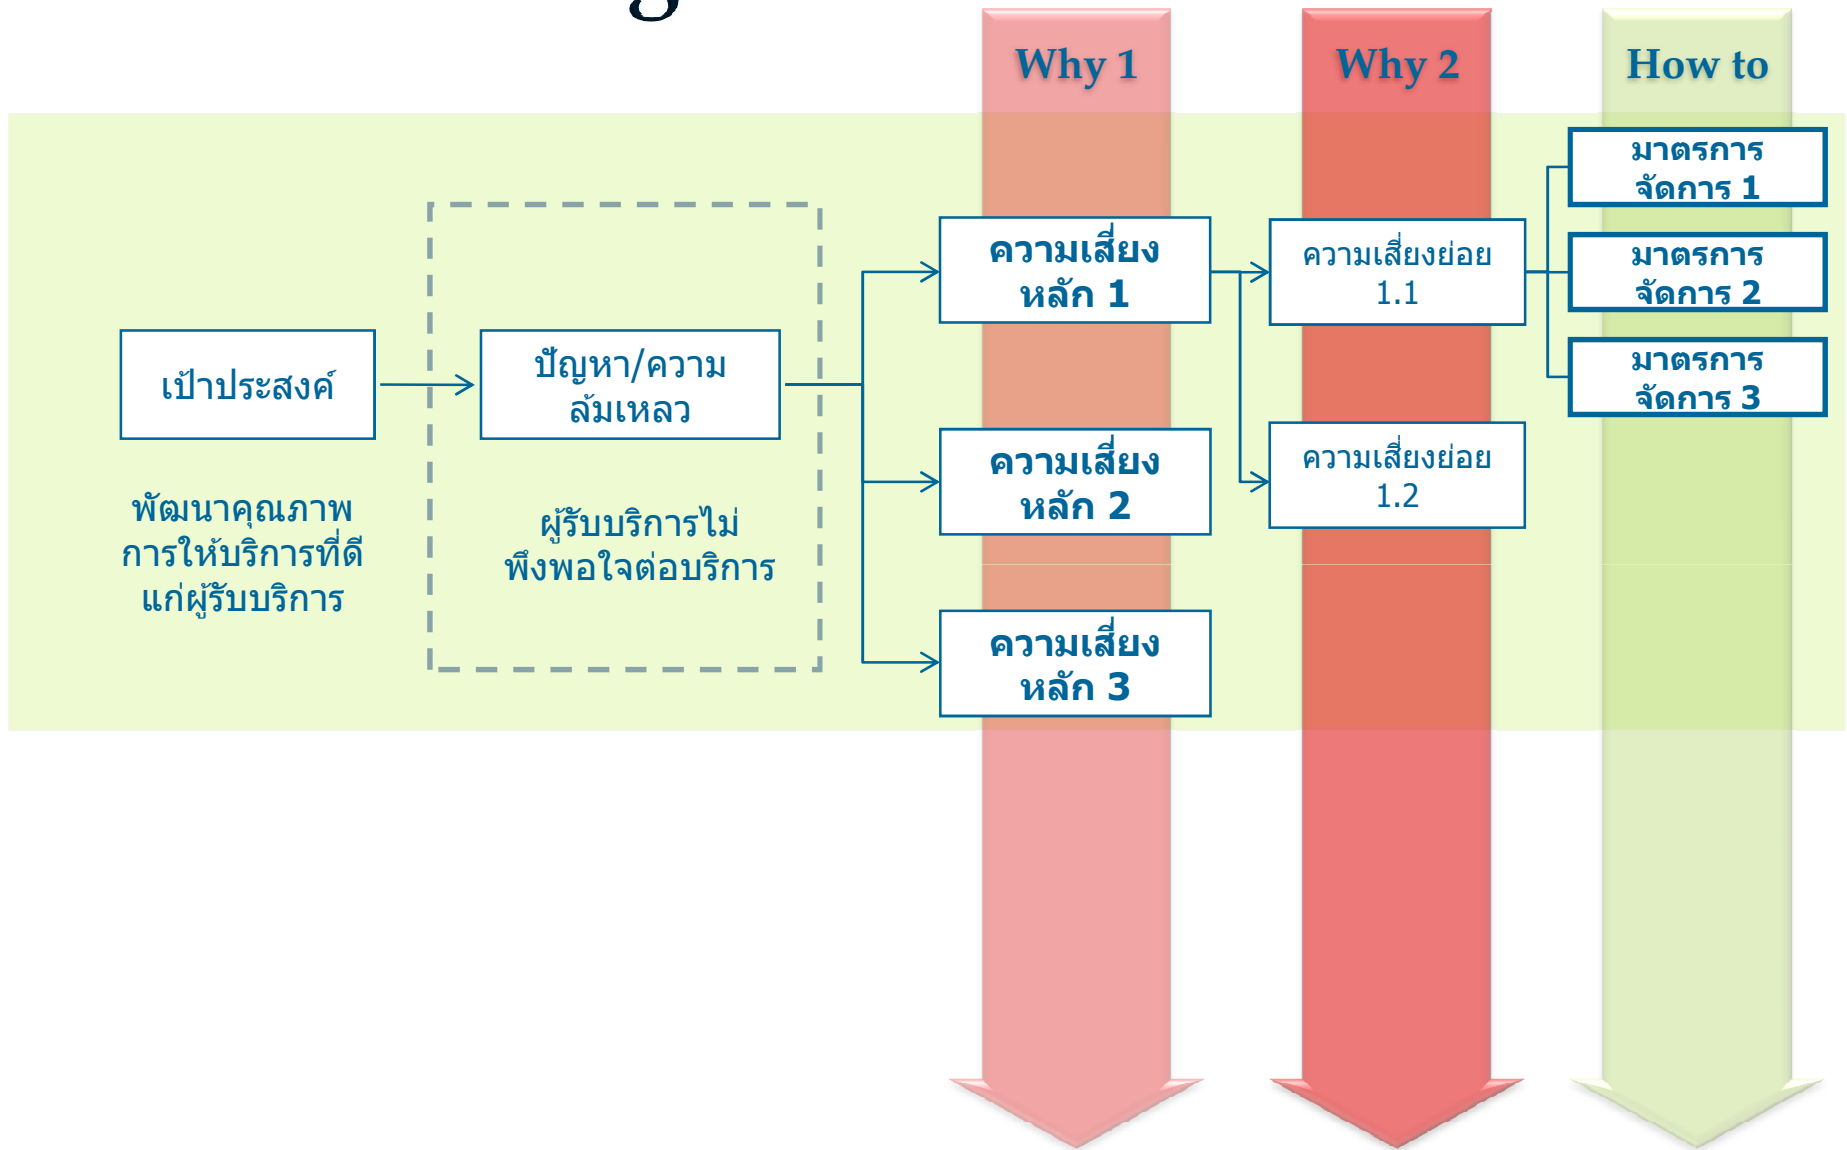 g
Why 1
Why 2
How to
มาตรการ
จัดการ 1
มาตรการ
จัดการ 2
มาตรการ
จัดการ 3
ความเสี่ยง
หลัก 1
ความเสี่ยงย่อย
1.1
เป้าประสงค์
ปัญหา/ความ
ล้มเหลว
ความเสี่ยง
หลัก 2
ความเสี่ยงย่อย
1.2
พัฒนาคุณภาพ
การให้บริการที่ดี
แก่ผู้รับบริการ
ผู้รับบริการไม่
พึงพอใจต่อบริการ
ความเสี่ยง
หลัก 3